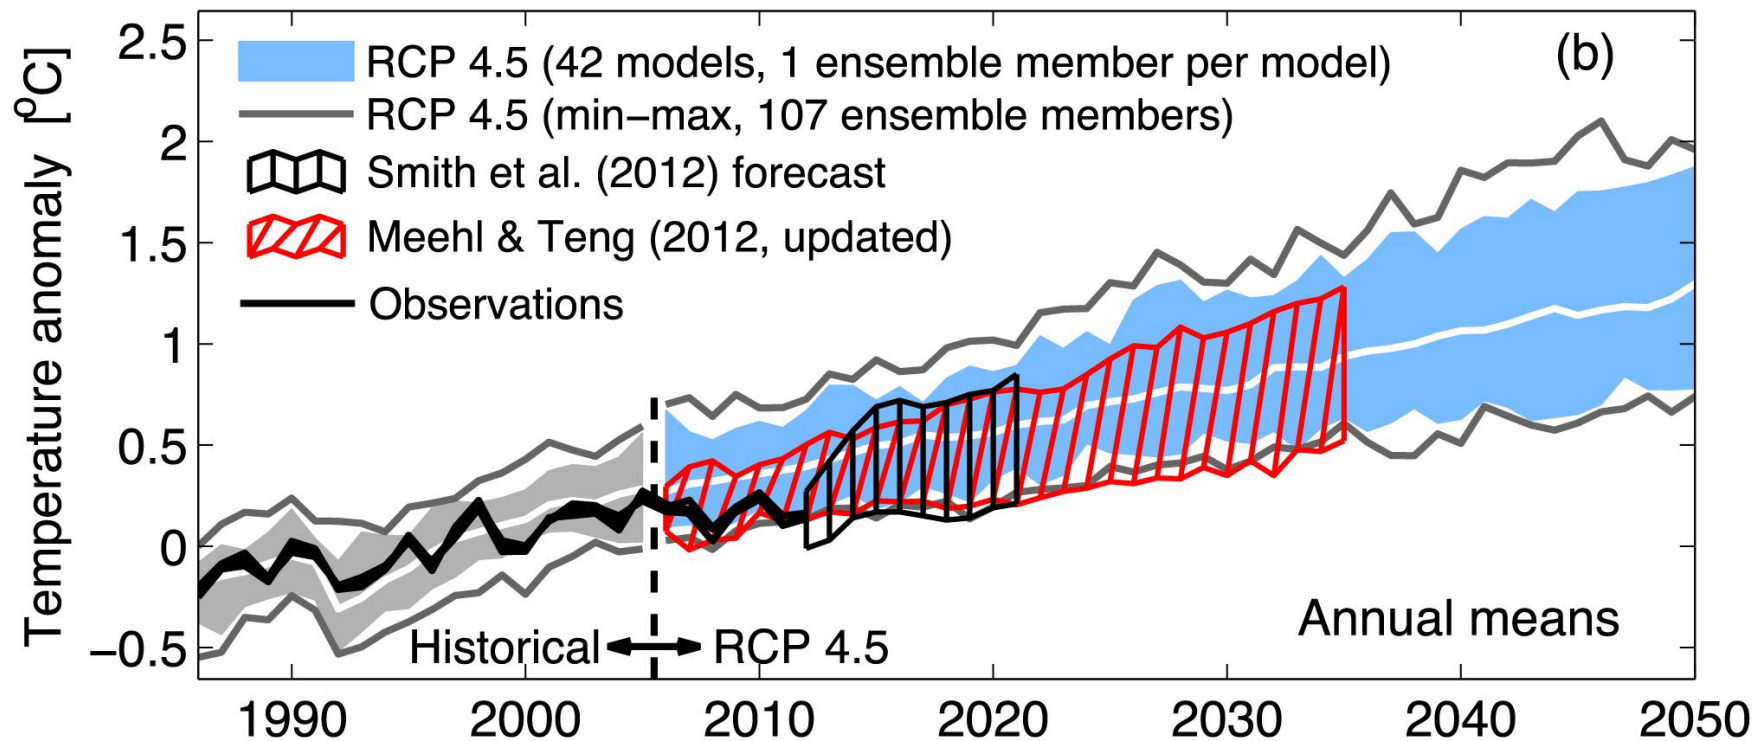 Temperature anomaly [ºC]
2.5
2
1.5
1
0.5
0
−0.5
RCP 4.5 (42 models, 1 ensemble member per model)
(b)
RCP 4.5 (min−max, 107 ensemble members)
Smith et al. (2012) forecast
Meehl & Teng (2012, updated)
Observations
Annual means
Historical
RCP 4.5
1990
2000
2010
2020
2030
2040
2050